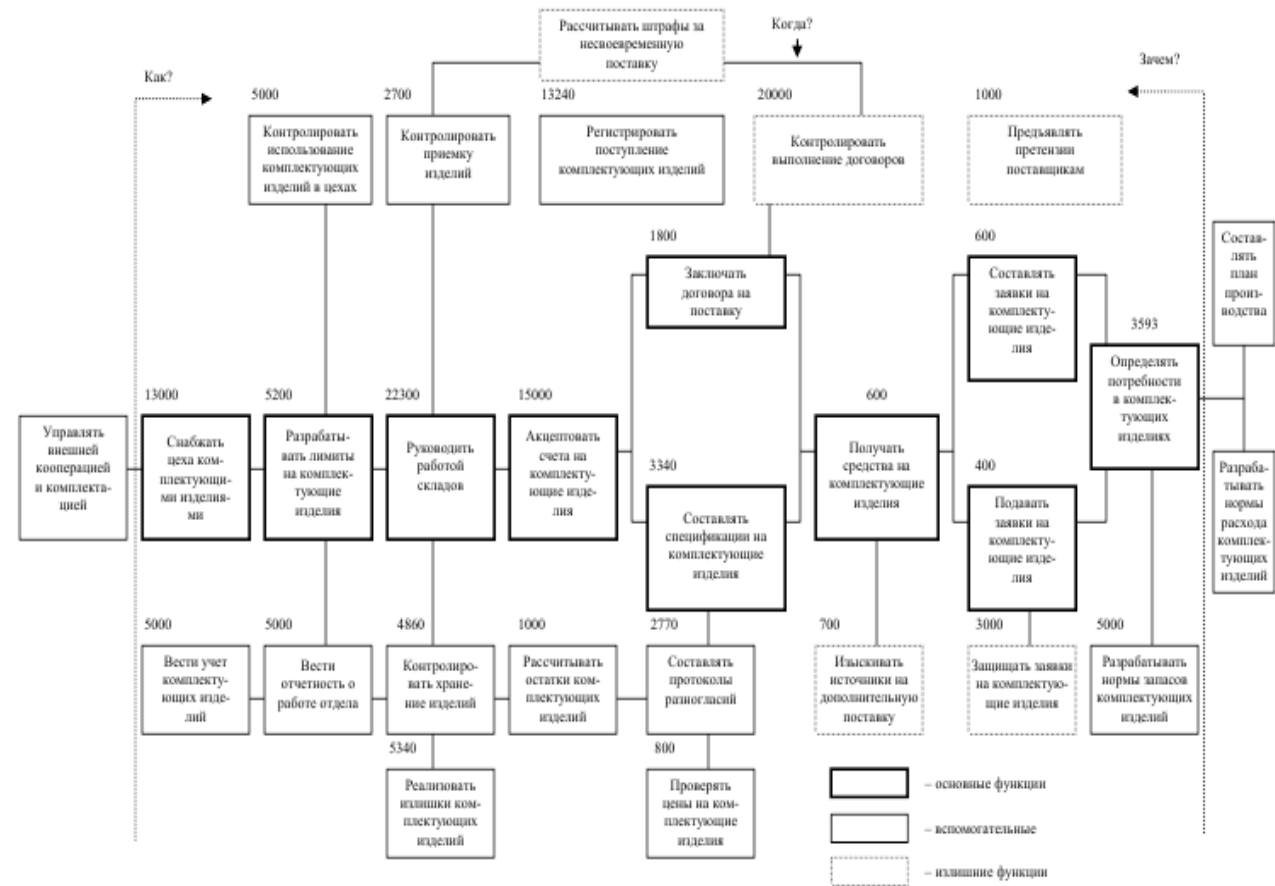 Рассчитывать штрафы за
несвоевременную
поставку
Когда?
Как?
Зачем?
5000
Контролировать
использование
комплектующих
изделий в цехах
2700
Контролировать
приемку
изделий
13240
Регистрировать
поступление
комплектующих изделий
20000
Контролировать
выполнение договоров
1000
Предъявлять
претензии
поставщикам
1800
Заключать
договора на
поставку
600
Составлять
заявки на
комплекту-
ющие изде-
лия
Состав-
лять
план
произ-
водства
3593
Определять
потребности
в комплек-
тующих
изделиях
Управлять
внешней
кооперацией
и комплекта-
цией
13000
Снабжать
цеха ком-
плектующи-
ми изделия-
ми
5200
Разрабаты-
вать лимиты
на комплек-
тующие
изделия
22300
Руководить
работой
складов
15000
Акцептовать
счета на
комплекту-
ющие изде-
лия
3340
Составлять
спецификации на
комплектующие
изделия
600
Получать
средства на
комплектующие
изделия
400
Подавать
заявки на
комплекту-
ющие изде-
лия
Разраба-
тывать
нормы
расхода
комплек-
тующих
изделий
5000
Вести учет
комплекту-
ющих изде-
лий
5000
Вести
отчетность о
работе отдела
4860
Контролиро-
вать хране-
ние изделий
1000
Рассчитывать
остатки ком-
плектующих
изделий
2770
Составлять
протоколы
разногласий
700
Изыскивать
источники на
дополнительную
поставку
3000
Защищать заявки
на комплектую-
щие изделия
5000
Разрабатывать
нормы запасов
комплектующих
изделий
5340
Реализовать
излишки ком-
плектующих
изделий
800
Проверять
цены на ком-
плектующие
изделия
– основные функции
– вспомогательные
– излишние функции